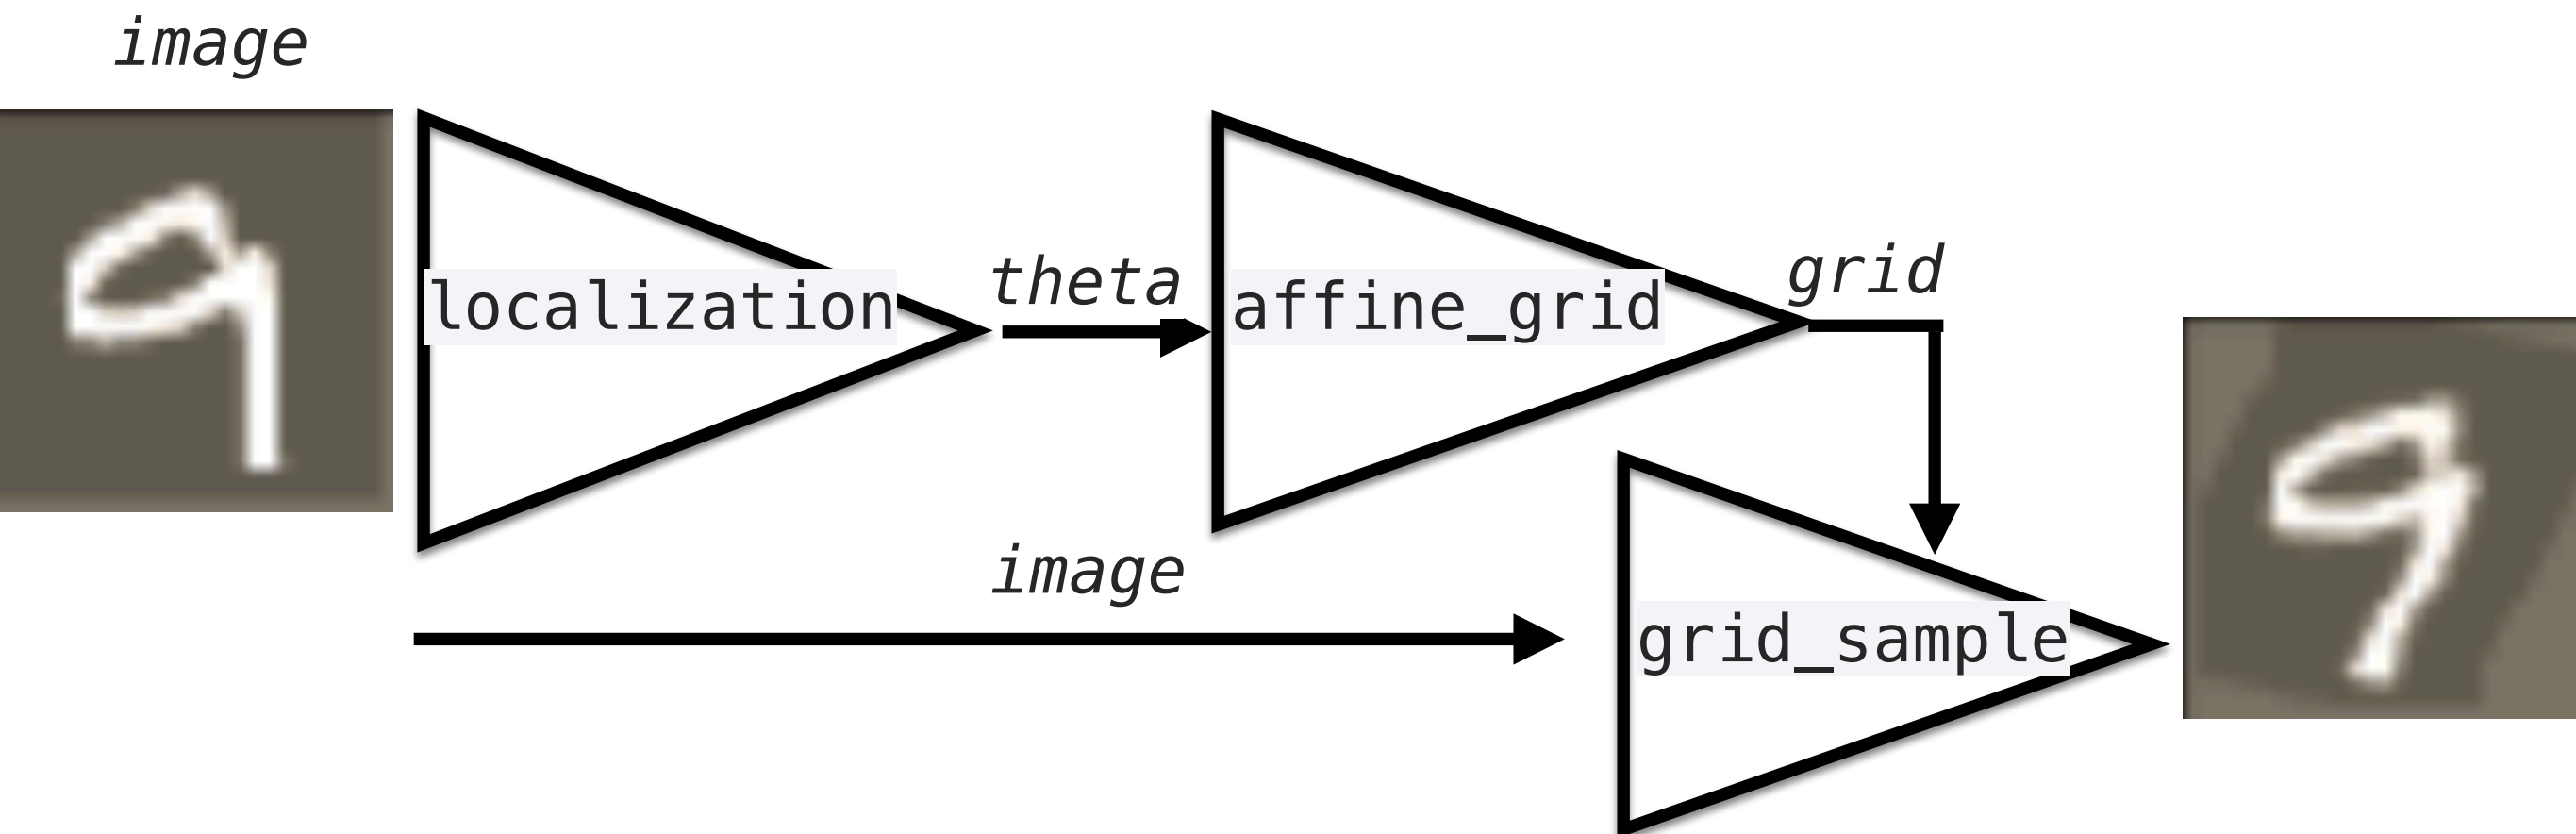 image
localization
theta
affine_grid
grid
image
grid_sample